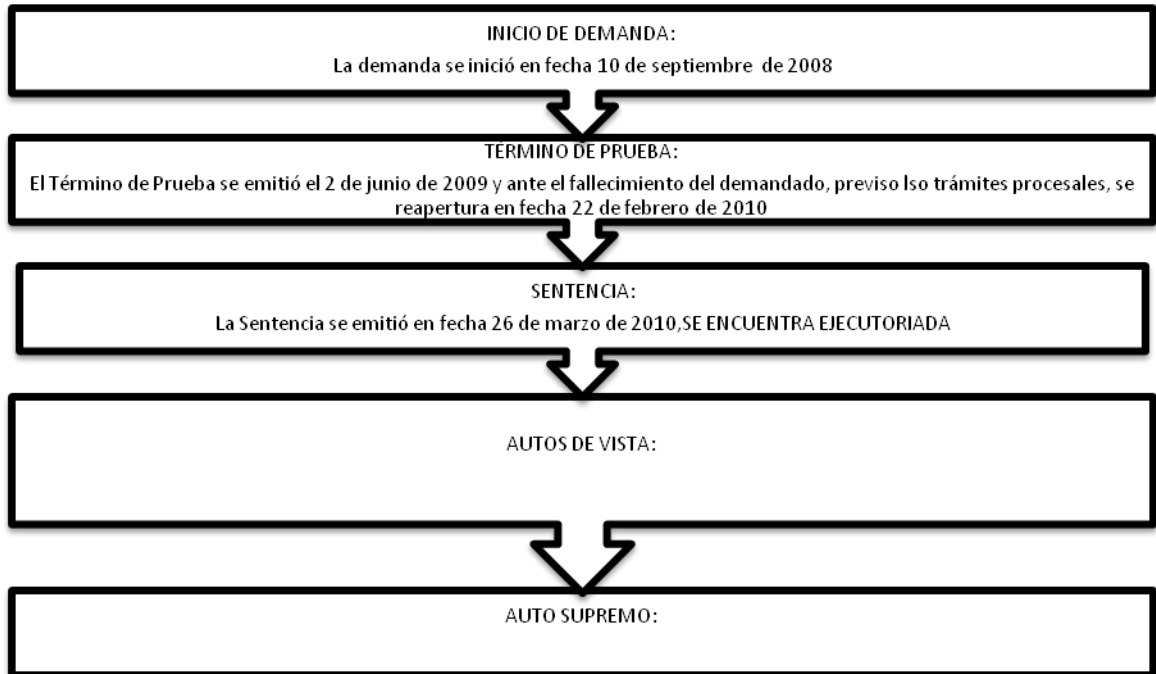 INICIO DE DEMANDA:
La demanda se inició en fecha 10 de septiembre de 2008
TÉRMINO DE PRUEBA:
El Término de Prueba se emitió el 2 de junio de 2009 y ante el fallecimiento del demandado, previso lso trámites procesales, se
reapertura en fecha 22 de febrero de 2010
SENTENCIA:
La Sentencia se emitió en fecha 26 de marzo de 2010,SE ENCUENTRA EJECUTORIADA
AUTOS DE VISTA:
AUTO SUPREMO: